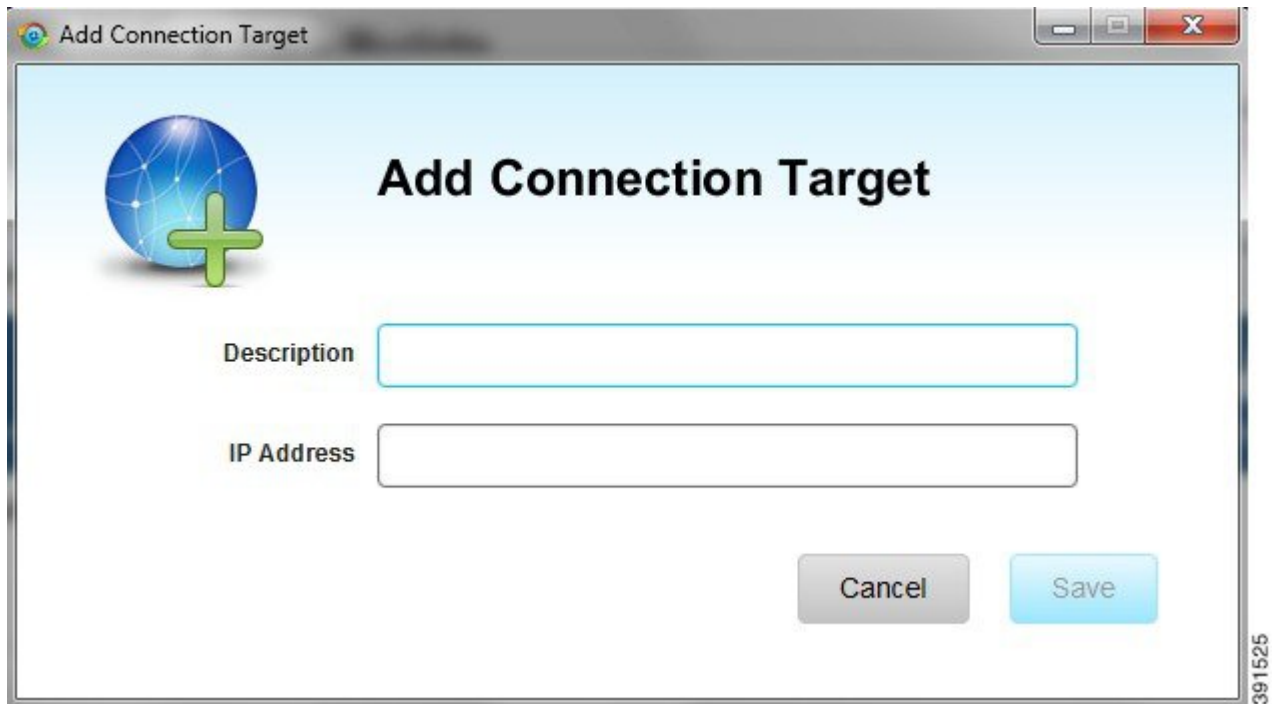 Add Connection Target
Add Connection Target
Description
IP Address
Cancel
Save
391525